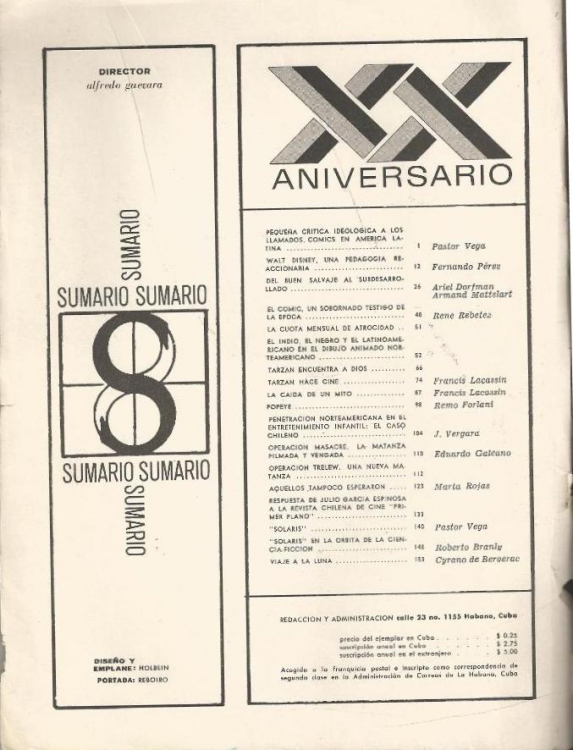 DIRECTOR
alfredo guevara
SUMARIO
SUMARIO SUMARIO
8
SUMARIO SUMARIO
SUMARIO
DISEÑO Y
EMPLANE: HOLBEIN
PORTADA: REBOIRO
XX
ANIVERSARIO
PEQUEÑA CRITICA IDEOLOGICA A LOS
LLAMADOS COMICS EN AMERICA LA-
TINA .......... 1 Pastor Vega
WALT DISNEY, UNA PEDAGOGIA RE-
ACCIONARIA .......... 12 Fernando Pérez
DEL BUEN SALVAJE AL SUBDESARRO-
LLADO .......... 26 Ariel Dorfman
Armand Mattelart
EL COMIC, UN SOBORNADO TESTIGO DE
LA EPOCA .......... 48 René Rebetez
LA CUOTA MENSUAL DE ATROCIDAD .. 51
EL INDIO, EL NEGRO Y EL LATINOAME-
RICANO EN EL DIBUJO ANIMADO NOR-
TEAMERICANO .......... 52
TARZAN ENCUENTRA A DIOS .......... 66
TARZAN HACE CINE .......... 74 Francis Lacassin
LA CAIDA DE UN MITO .......... 87 Francis Lacassin
POPEYE .......... 98 Remo Forlani
PENETRACION NORTEAMERICANA EN EL
ENTRETENIMIENTO INFANTIL: EL CASO
CHILENO .......... 104 J. Vergara
OPERACION MASACRE, LA MATANZA
FILMADA Y VENGADA .......... 110 Eduardo Galeano
OPERACION TRELEW, UNA NUEVA MA-
TANZA .......... 112
AQUELLOS TAMPOCO ESPERARON .......... 123 Marta Rojas
RESPUESTA DE JULIO GARCIA ESPINOSA
A LA REVISTA CHILENA DE CINE "PRI-
MER PLANO" ..........
"SOLARIS" .......... 140 Pastor Vega
"SOLARIS" EN LA ORBITA DE LA CIEN-
CIA-FICCION .......... 148 Roberto Branly
VIAJE A LA LUNA .......... 153 Cyrano de Bergerac
REDACCION Y ADMINISTRACION calle 23 no. 1155 Habana, Cuba
precio del ejemplar en Cuba . . . . . . $ 0.25
suscripción anual en Cuba . . . . . . $ 2.75
suscripción anual en el extranjero . . $ 5.00
Acogida a la franquicia postal e inscripto como correspondencia de
segunda clase en la Administración de Correos de La Habana, Cuba